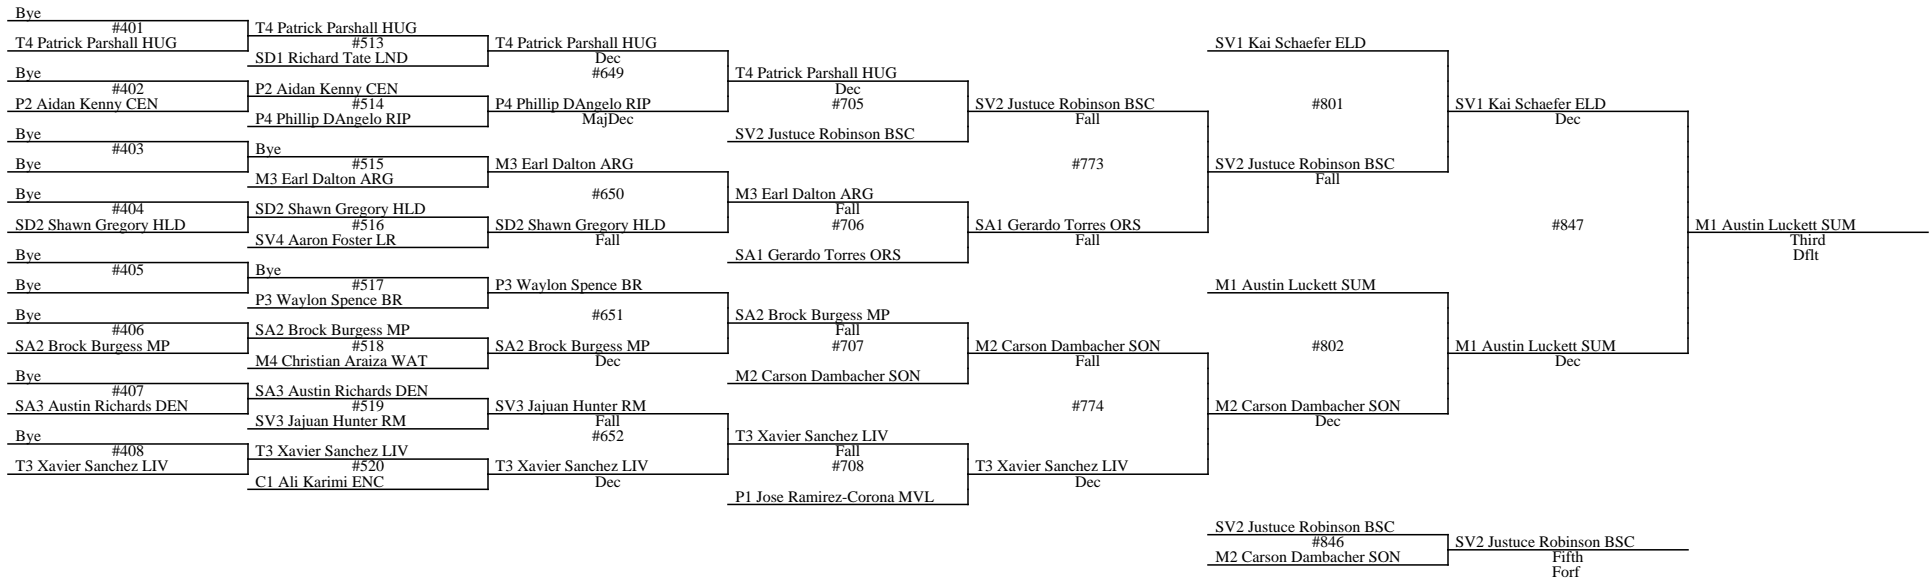 Bye
#401
T4 Patrick Parshall HUG
Bye
#402
P2 Aidan Kenny CEN
Bye
#403
Bye
Bye
#404
SD2 Shawn Gregory HLD
Bye
#405
Bye
Bye
#406
SA2 Brock Burgess MP
Bye
#407
SA3 Austin Richards DEN
Bye
#408
T3 Xavier Sanchez LIV
T4 Patrick Parshall HUG
#513
SD1 Richard Tate LND
P2 Aidan Kenny CEN
#514
P4 Phillip DAngelo RIP
Bye
#515
M3 Earl Dalton ARG
SD2 Shawn Gregory HLD
#516
SV4 Aaron Foster LR
Bye
#517
P3 Waylon Spence BR
SA2 Brock Burgess MP
#518
M4 Christian Araiza WAT
SA3 Austin Richards DEN
#519
SV3 Jajuan Hunter RM
T3 Xavier Sanchez LIV
#520
C1 Ali Karimi ENC
T4 Patrick Parshall HUG
Dec
#649
P4 Phillip DAngelo RIP
MajDec
M3 Earl Dalton ARG
#650
SD2 Shawn Gregory HLD
Fall
P3 Waylon Spence BR
#651
SA2 Brock Burgess MP
Dec
SV3 Jajuan Hunter RM
Fall
#652
T3 Xavier Sanchez LIV
Dec
T4 Patrick Parshall HUG
Dec
#705
SV2 Justuce Robinson BSC
M3 Earl Dalton ARG
Fall
#706
SA1 Gerardo Torres ORS
SA2 Brock Burgess MP
Fall
#707
M2 Carson Dambacher SON
T3 Xavier Sanchez LIV
Fall
#708
P1 Jose Ramirez-Corona MVL
SV2 Justuce Robinson BSC
Fall
#773
SA1 Gerardo Torres ORS
Fall
M2 Carson Dambacher SON
Fall
#774
T3 Xavier Sanchez LIV
Dec
SV1 Kai Schaefer ELD
#801
SV2 Justuce Robinson BSC
Fall
M1 Austin Luckett SUM
#802
M2 Carson Dambacher SON
Dec
SV1 Kai Schaefer ELD
Dec
#847
M1 Austin Luckett SUM
Dec
M1 Austin Luckett SUM
Third
Dflt
SV2 Justuce Robinson BSC
#846
M2 Carson Dambacher SON
SV2 Justuce Robinson BSC
Fifth
Forf